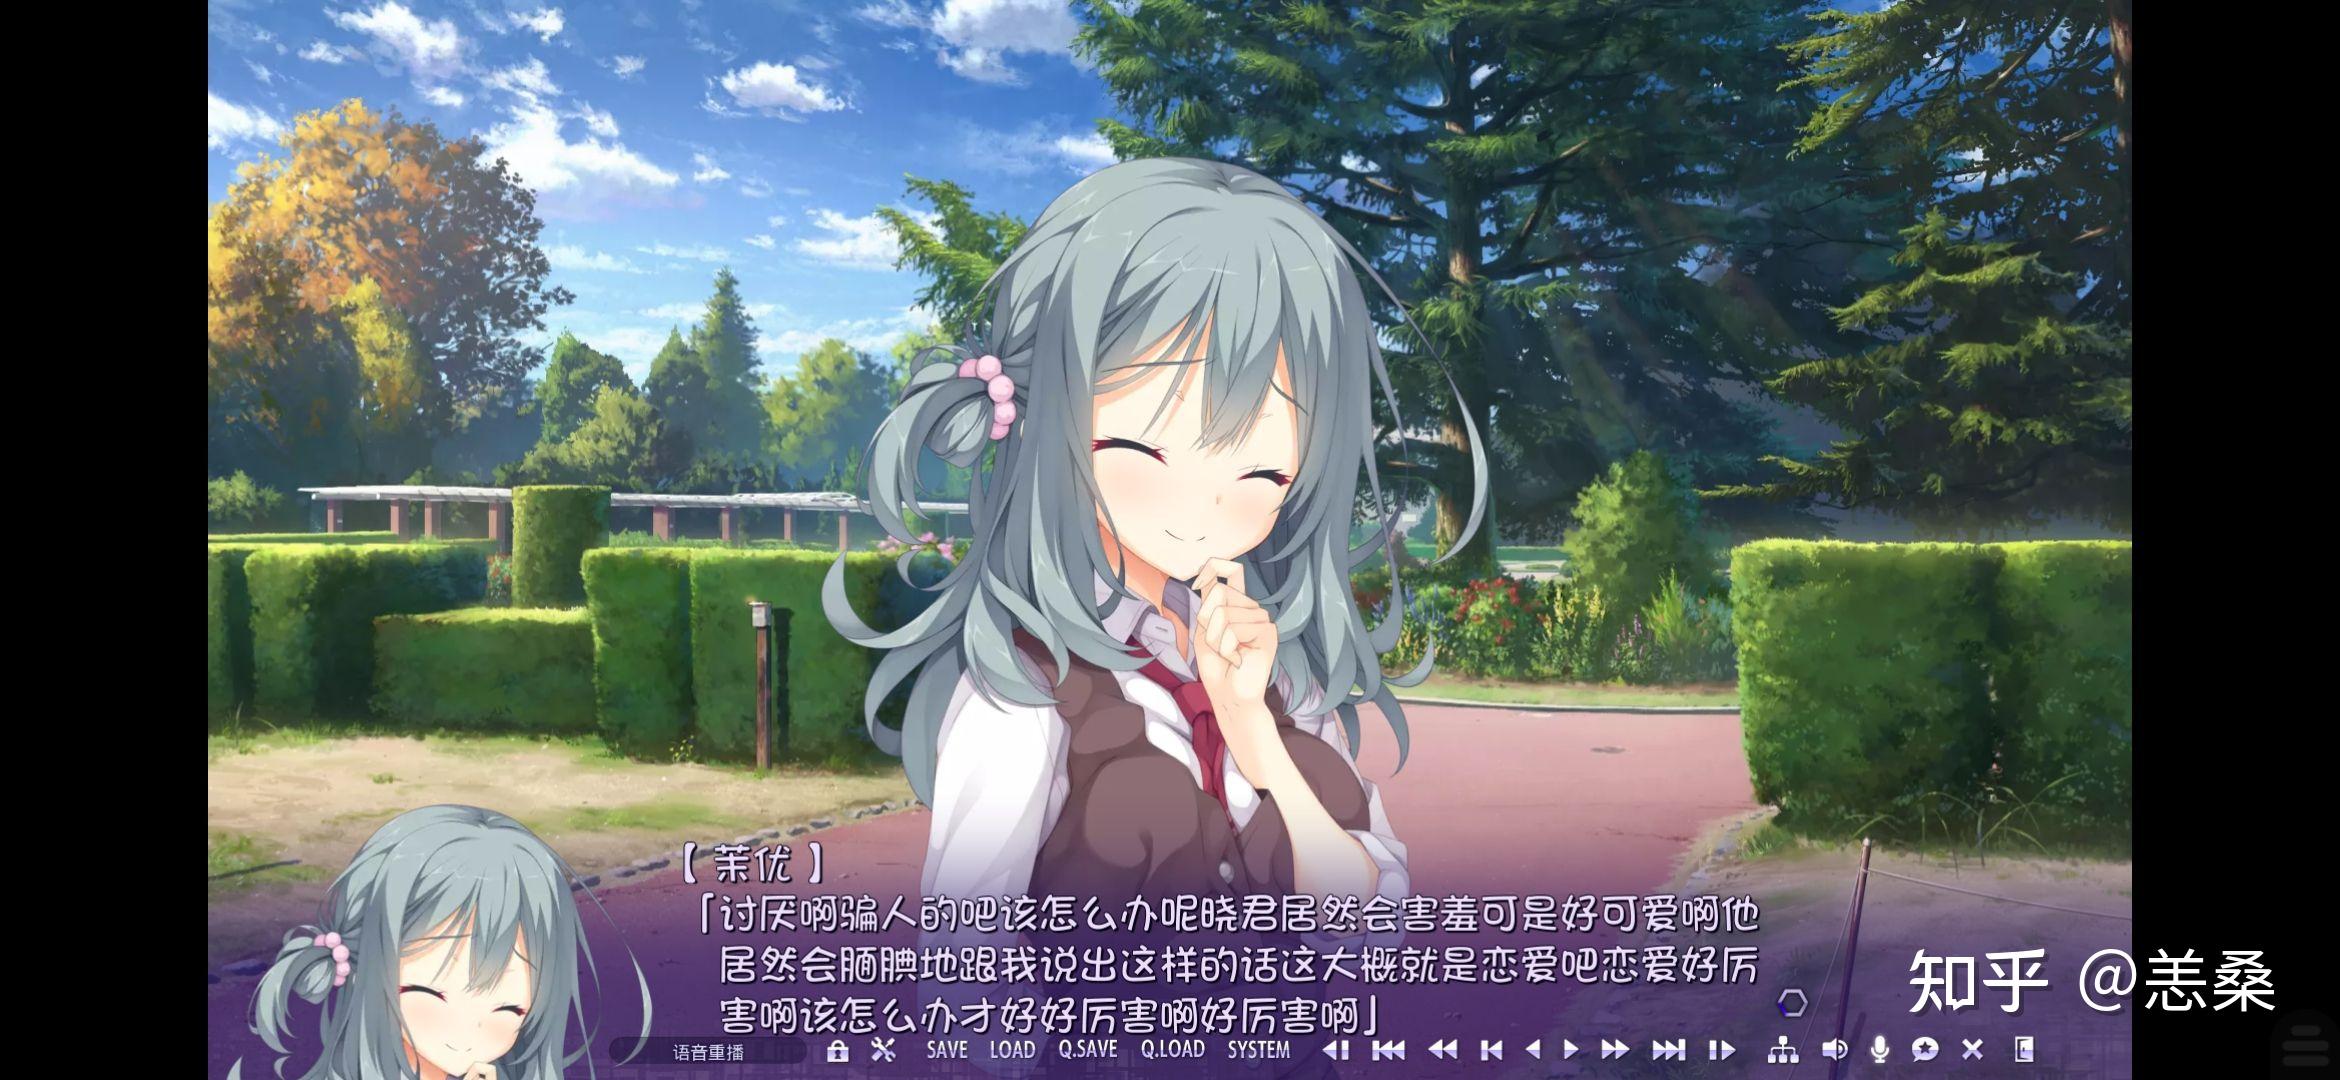 【茉优】
「讨厌啊骗人的吧该怎么办呢晓君居然会害羞可是好可爱啊他
居然会腼腆地跟我说出这样的话这大概就是恋爱吧恋爱好厉
害啊该怎么办才好好厉害啊好厉害啊」
知乎 @恙桑
语音重播 SAVE LOAD Q.SAVE Q.LOAD SYSTEM